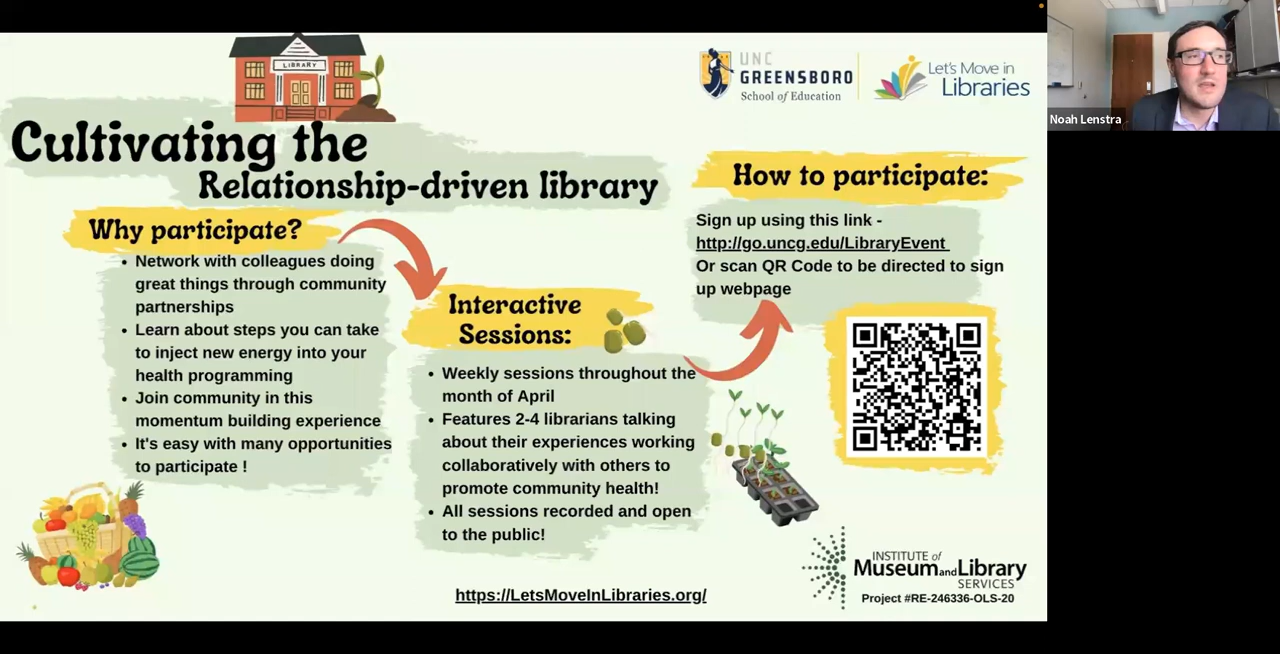 LIBRARY
UNC
GREENSBORO
School of Education
Let's Move in
Libraries
Noah Lenstra
Cultivating the
Relationship-driven library
Why participate?
• Network with colleagues doing
great things through community
partnerships
• Learn about steps you can take
to inject new energy into your
health programming
• Join community in this
momentum building experience
• It's easy with many opportunities
to participate !
Interactive
Sessions:
• Weekly sessions throughout the
month of April
• Features 2-4 librarians talking
about their experiences working
collaboratively with others to
promote community health!
• All sessions recorded and open
to the public!
How to participate:
Sign up using this link -
http://go.uncg.edu/LibraryEvent
Or scan QR Code to be directed to sign
up webpage
https://LetsMoveInLibraries.org/
INSTITUTE of
Museum and Library
SERVICES
Project #RE-246336-OLS-20